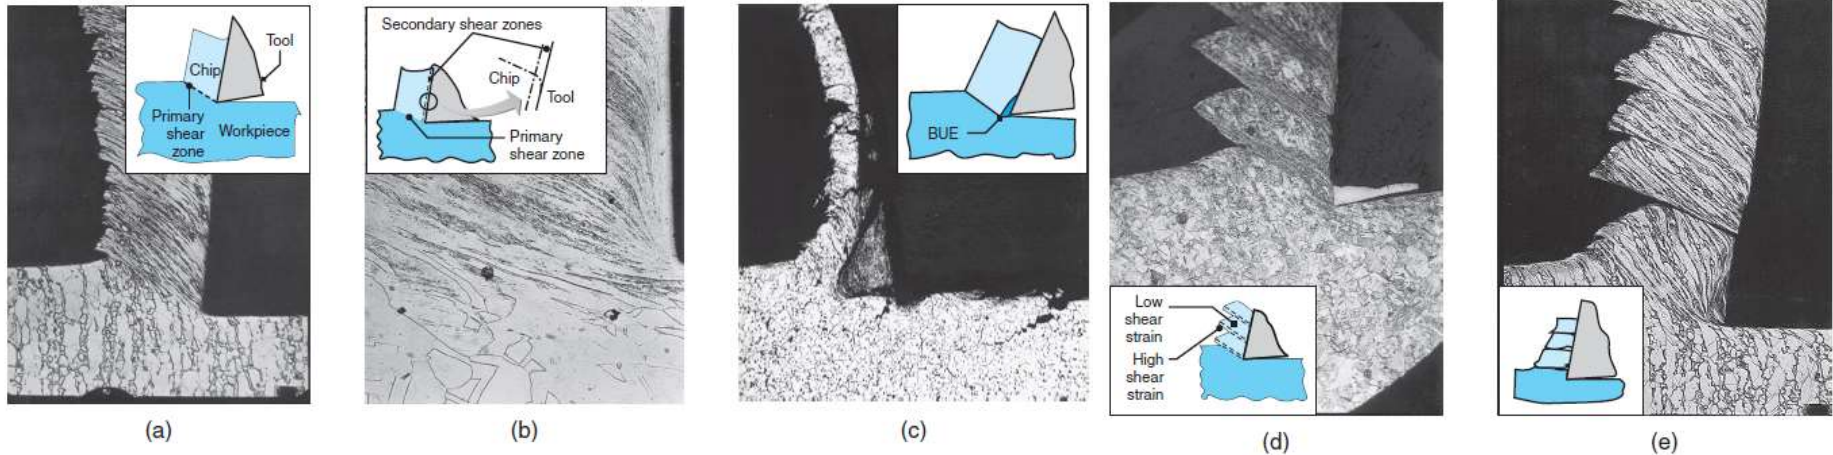 Tool
Chip
Primary
shear
zone
Workpiece
(a)
Secondary shear zones
Chip
Tool
Primary
shear zone
(b)
BUE
(c)
Low
shear
strain
High
shear
strain
(d)
(e)